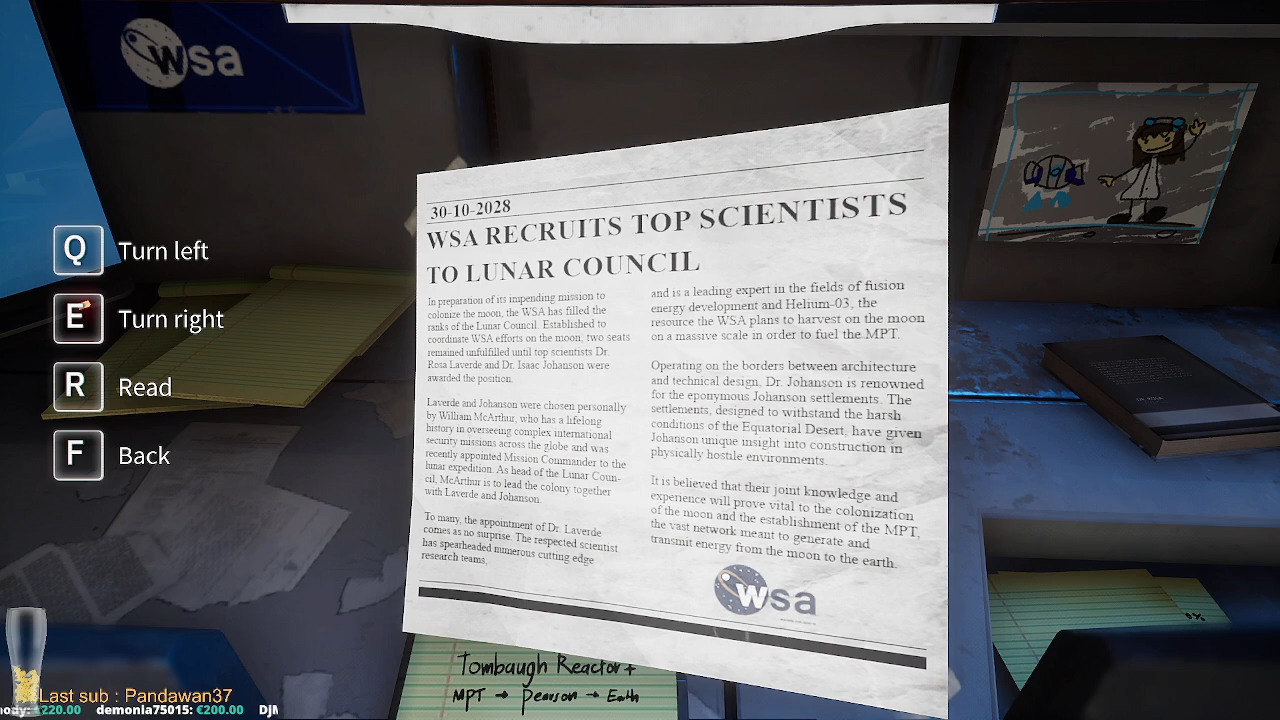 wsa
Q Turn left
E Turn right
R Read
F Back
30-10-2028
WSA RECRUITS TOP SCIENTISTS
TO LUNAR COUNCIL
In preparation of its impending mission to
colonize the moon, the WSA has filled the
ranks of the Lunar Council. Established to
coordinate WSA efforts on the moon, two seats
remained unfulfilled until top scientists Dr.
Rosa Laverde and Dr. Isaac Johanson were
awarded the position.
Laverde and Johanson were chosen personally
by William McArthur, who has a lifelong
history in overseeing complex international
security missions across the globe and was
recently appointed Mission Commander to the
lunar expedition. As head of the Lunar Coun-
cil, McArthur is to lead the colony together
with Laverde and Johanson.
To many, the appointment of Dr. Laverde
comes as no surprise. The respected scientist
has spearheaded numerous cutting edge
research teams,
and is a leading expert in the fields of fusion
energy development and Helium-03, the
resource the WSA plans to harvest on the moon
on a massive scale in order to fuel the MPT.
Operating on the borders between architecture
and technical design, Dr. Johanson is renowned
for the eponymous Johanson settlements. The
settlements, designed to withstand the harsh
conditions of the Equatorial Desert, have given
Johanson unique insight into construction in
physically hostile environments.
It is believed that their joint knowledge and
experience will prove vital to the colonization
of the moon and the establishment of the MPT,
the vast network meant to generate and
transmit energy from the moon to the earth.
wsa
Tombaugh Reactor +
MPT → Pearson → Earth
Last sub : Pandawan37
220.00 demonia75015: €200.00